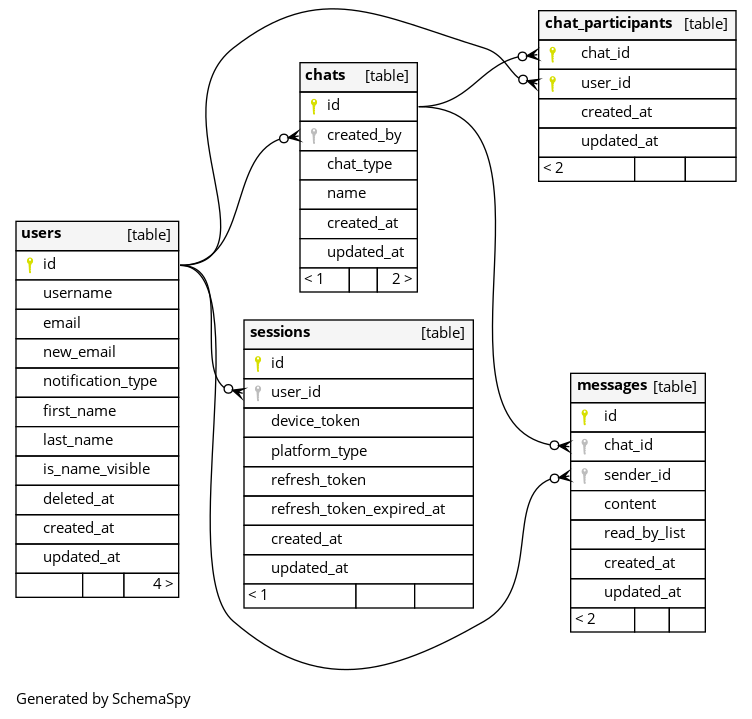 users [table]
id
username
email
new_email
notification_type
first_name
last_name
is_name_visible
deleted_at
created_at
updated_at
4 >
chats [table]
id
created_by
chat_type
name
created_at
updated_at
< 1 2 >
sessions [table]
id
user_id
device_token
platform_type
refresh_token
refresh_token_expired_at
created_at
updated_at
< 1
chat_participants [table]
chat_id
user_id
created_at
updated_at
< 2
messages [table]
id
chat_id
sender_id
content
read_by_list
created_at
updated_at
< 2
Generated by SchemaSpy